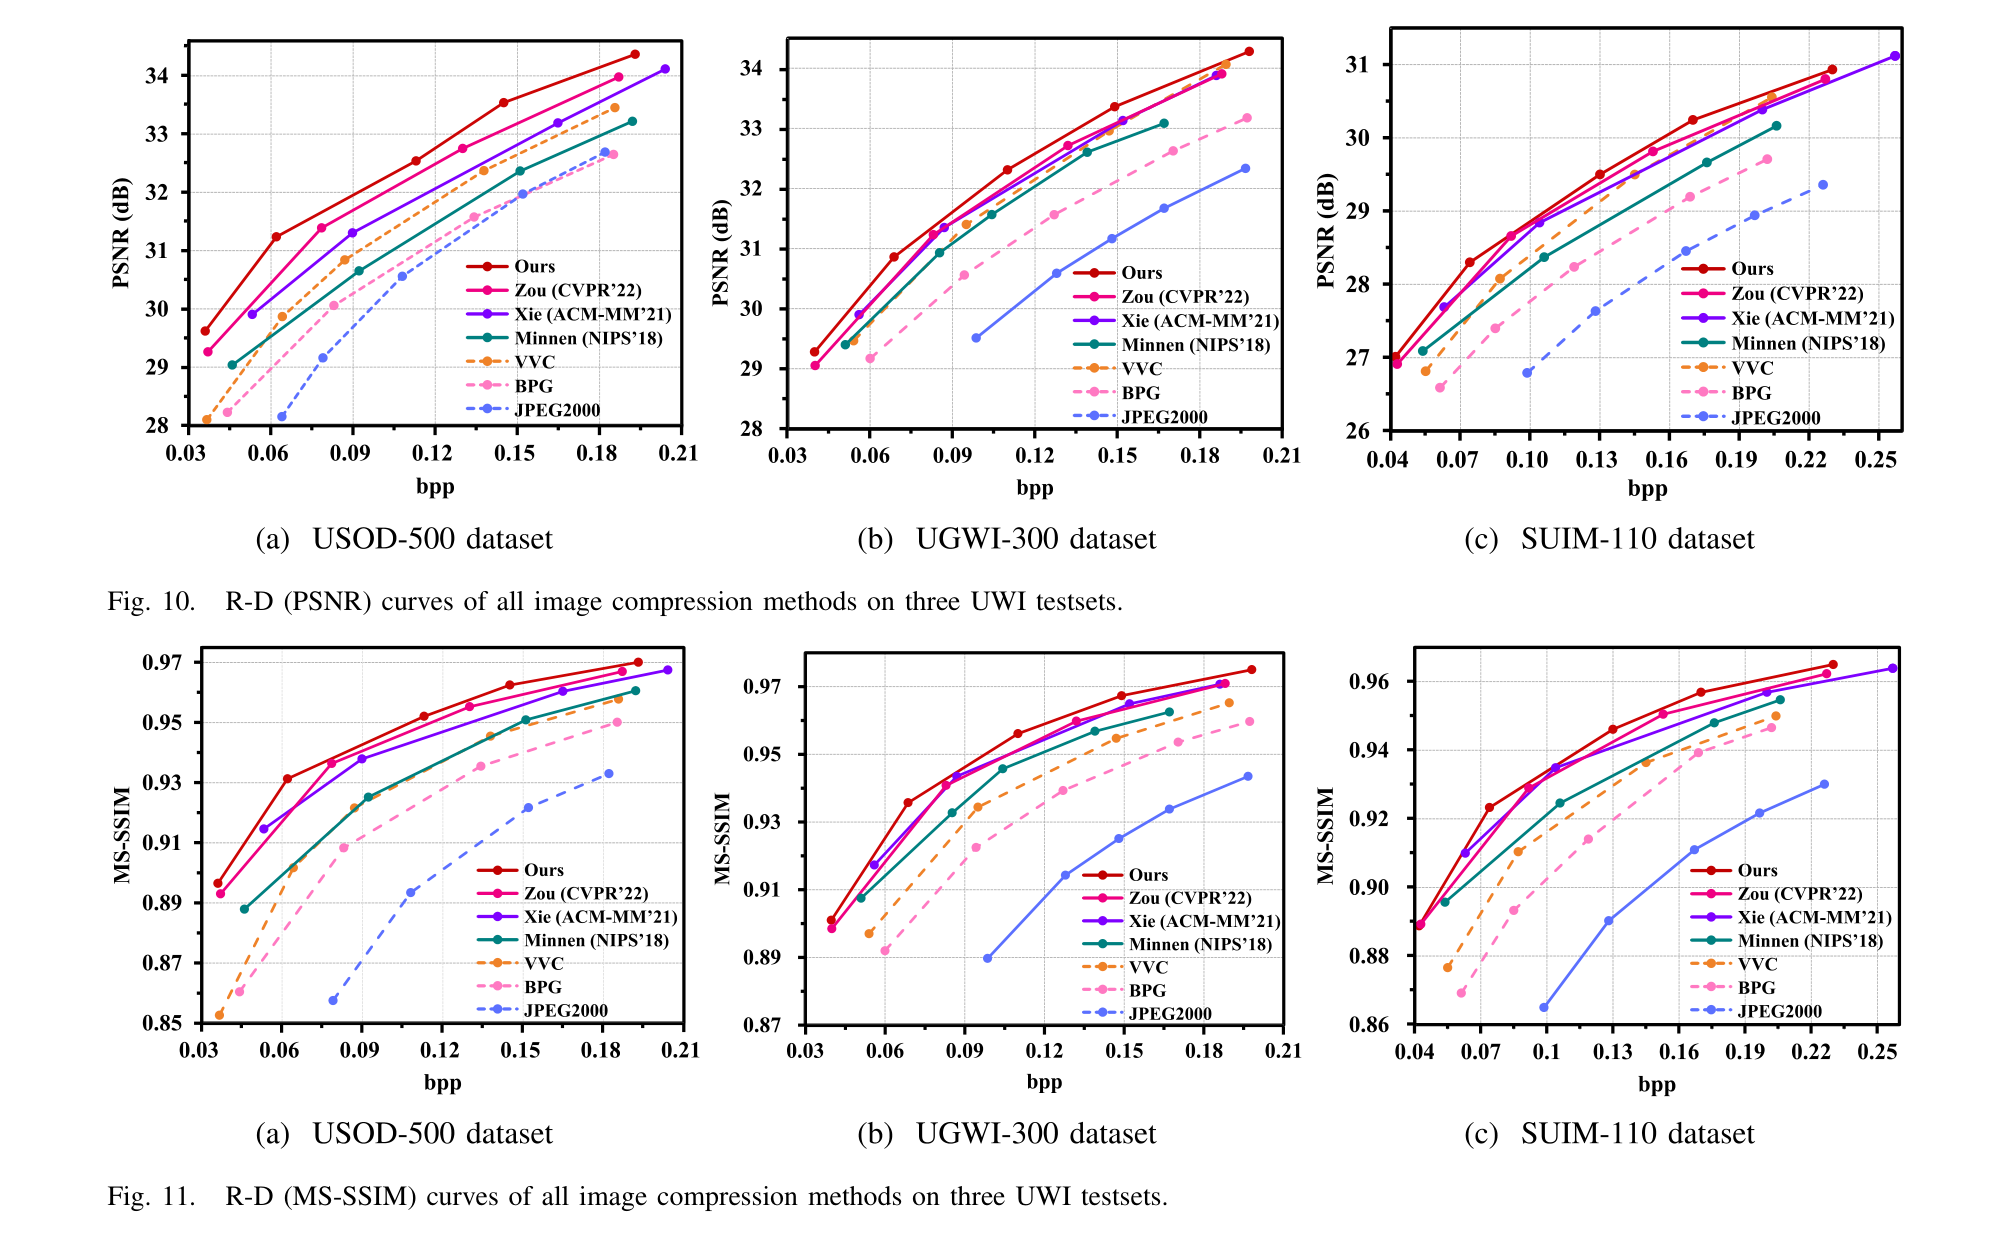 34
33
32
31
30
29
28
PSNR (dB)
Ours
Zou (CVPR'22)
Xie (ACM-MM'21)
Minnen (NIPS'18)
VVC
BPG
JPEG2000
0.03 0.06 0.09 0.12 0.15 0.18 0.21
bpp
(a) USOD-500 dataset
34
33
32
31
30
29
28
PSNR (dB)
Ours
Zou (CVPR'22)
Xie (ACM-MM'21)
Minnen (NIPS'18)
VVC
BPG
JPEG2000
0.03 0.06 0.09 0.12 0.15 0.18 0.21
bpp
(b) UGWI-300 dataset
31
30
29
28
27
26
PSNR (dB)
Ours
Zou (CVPR'22)
Xie (ACM-MM'21)
Minnen (NIPS'18)
VVC
BPG
JPEG2000
0.04 0.07 0.10 0.13 0.16 0.19 0.22 0.25
bpp
(c) SUIM-110 dataset
Fig. 10. R-D (PSNR) curves of all image compression methods on three UWI testsets.
0.97
0.95
0.93
0.91
0.89
0.87
0.85
MS-SSIM
Ours
Zou (CVPR'22)
Xie (ACM-MM'21)
Minnen (NIPS'18)
VVC
BPG
JPEG2000
0.03 0.06 0.09 0.12 0.15 0.18 0.21
bpp
(a) USOD-500 dataset
0.97
0.95
0.93
0.91
0.89
0.87
MS-SSIM
Ours
Zou (CVPR'22)
Xie (ACM-MM'21)
Minnen (NIPS'18)
VVC
BPG
JPEG2000
0.03 0.06 0.09 0.12 0.15 0.18 0.21
bpp
(b) UGWI-300 dataset
0.96
0.94
0.92
0.90
0.88
0.86
MS-SSIM
Ours
Zou (CVPR'22)
Xie (ACM-MM'21)
Minnen (NIPS'18)
VVC
BPG
JPEG2000
0.04 0.07 0.1 0.13 0.16 0.19 0.22 0.25
bpp
(c) SUIM-110 dataset
Fig. 11. R-D (MS-SSIM) curves of all image compression methods on three UWI testsets.